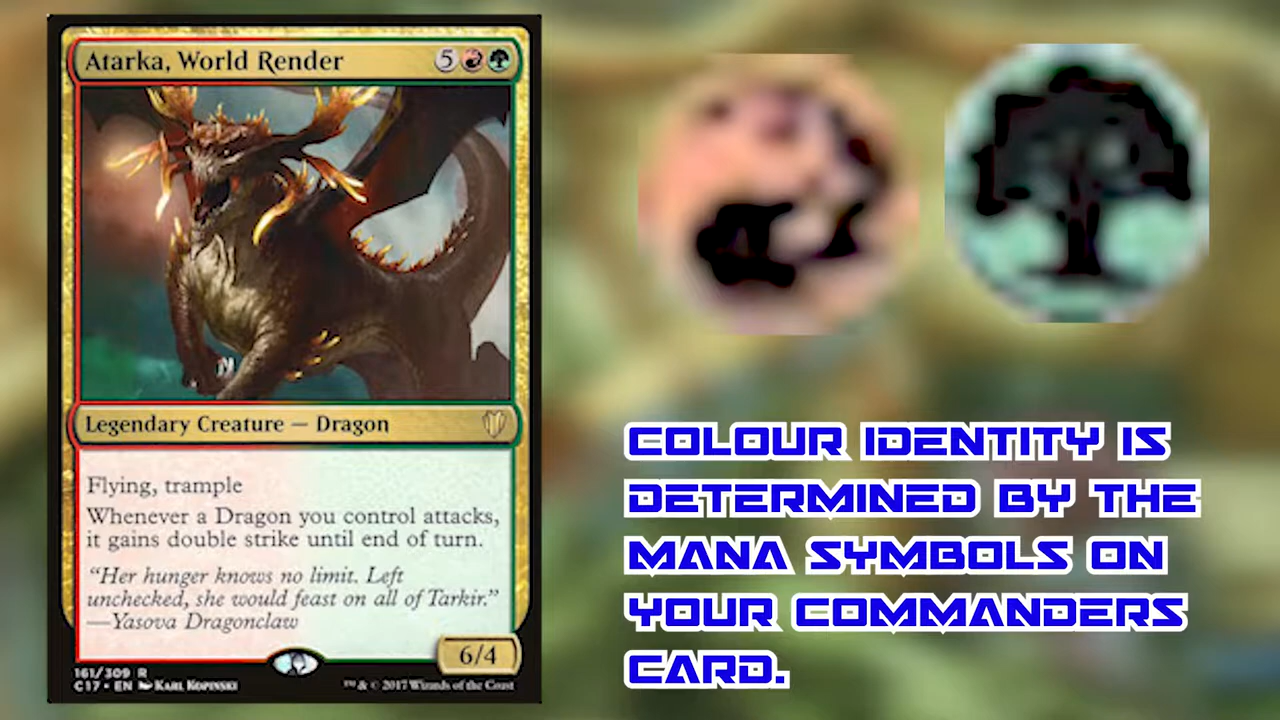 Atarka, World Render 5
Legendary Creature — Dragon
Flying, trample
Whenever a Dragon you control attacks,
it gains double strike until end of turn.
“Her hunger knows no limit. Left
unchecked, she would feast on all of Tarkir.”
—Yasova Dragonclaw
6/4
161/309 R
C17 • EN Karl Kopinski
™ & © 2017 Wizards of the Coast
COLOUR IDENTITY IS
DETERMINED BY THE
MANA SYMBOLS ON
YOUR COMMANDERS
CARD.